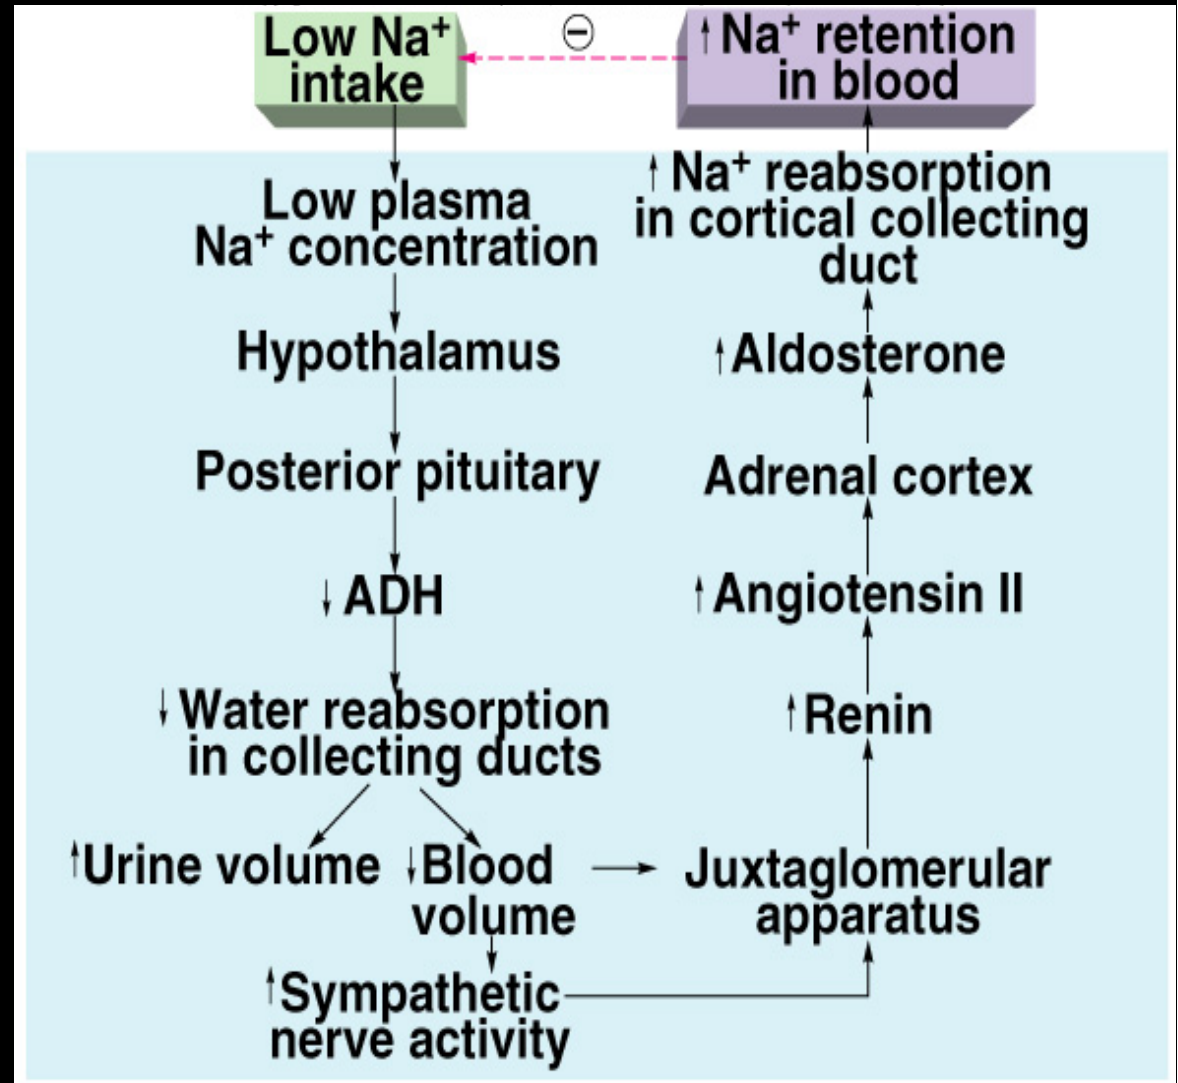 Low Na⁺
intake
⊖
↑Na⁺ retention
in blood
Low plasma
Na⁺ concentration
Hypothalamus
Posterior pituitary
↓ADH
↓Water reabsorption
in collecting ducts
↑Urine volume
↓Blood
volume
↑Sympathetic
nerve activity
Juxtaglomerular
apparatus
↑Renin
↑Angiotensin II
Adrenal cortex
↑Aldosterone
↑Na⁺ reabsorption
in cortical collecting
duct